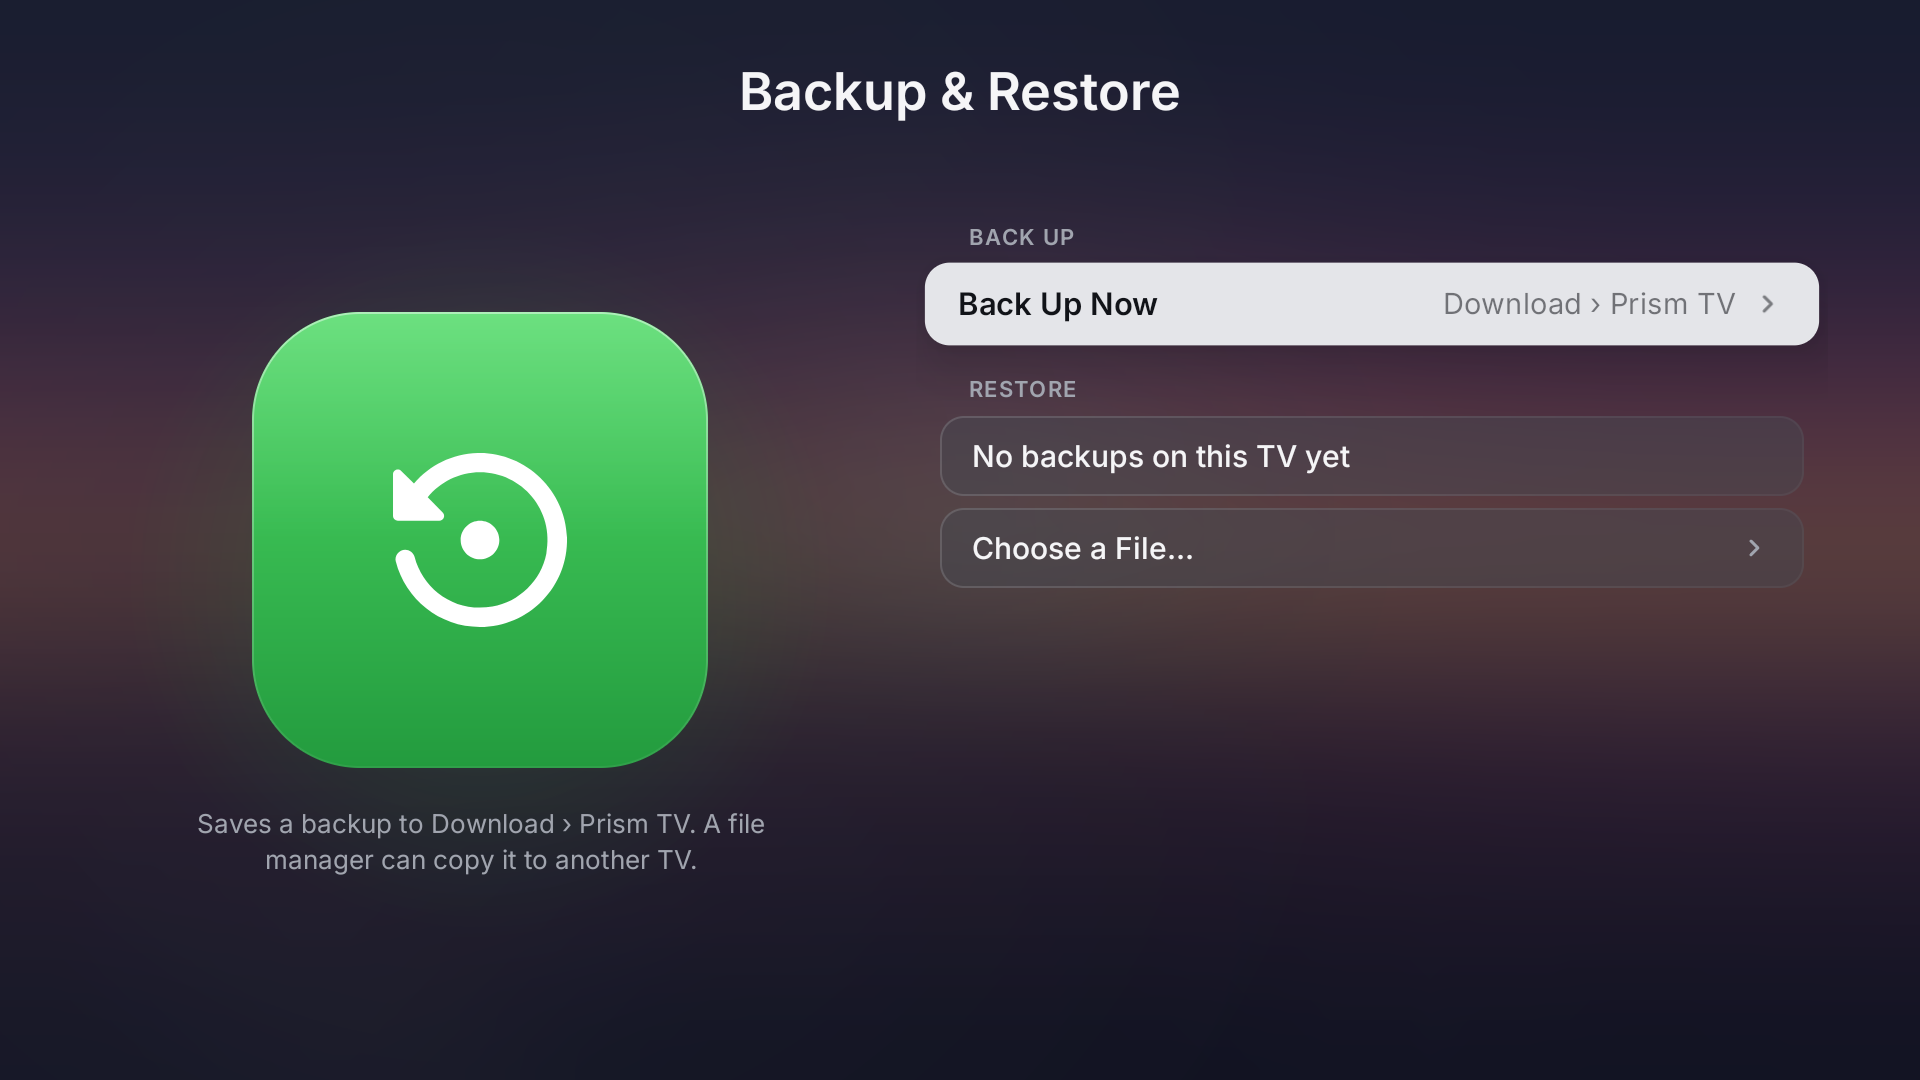 Backup & Restore
BACK UP
Back Up Now
Download › Prism TV
RESTORE
No backups on this TV yet
Choose a File...
Saves a backup to Download › Prism TV. A file
manager can copy it to another TV.